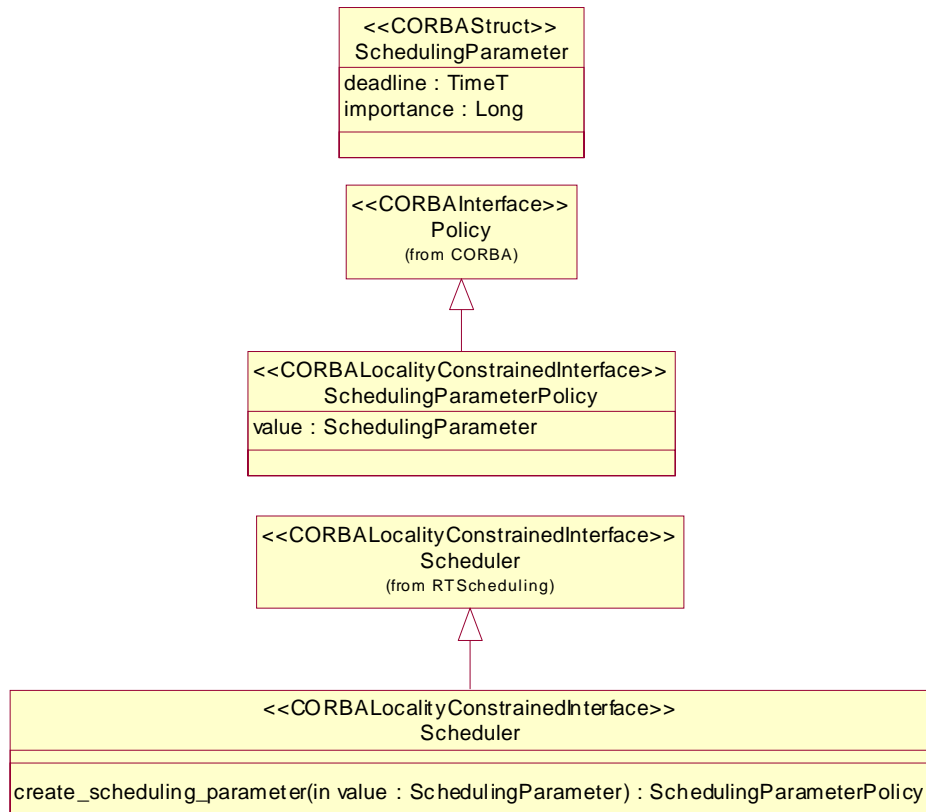 <<CORBAStruct>>
SchedulingParameter
deadline : TimeT
importance : Long
<<CORBAInterface>>
Policy
(from CORBA)
<<CORBALocalityConstrainedInterface>>
SchedulingParameterPolicy
value : SchedulingParameter
<<CORBALocalityConstrainedInterface>>
Scheduler
(from RTScheduling)
<<CORBALocalityConstrainedInterface>>
Scheduler
create_scheduling_parameter(in value : SchedulingParameter) : SchedulingParameterPolicy